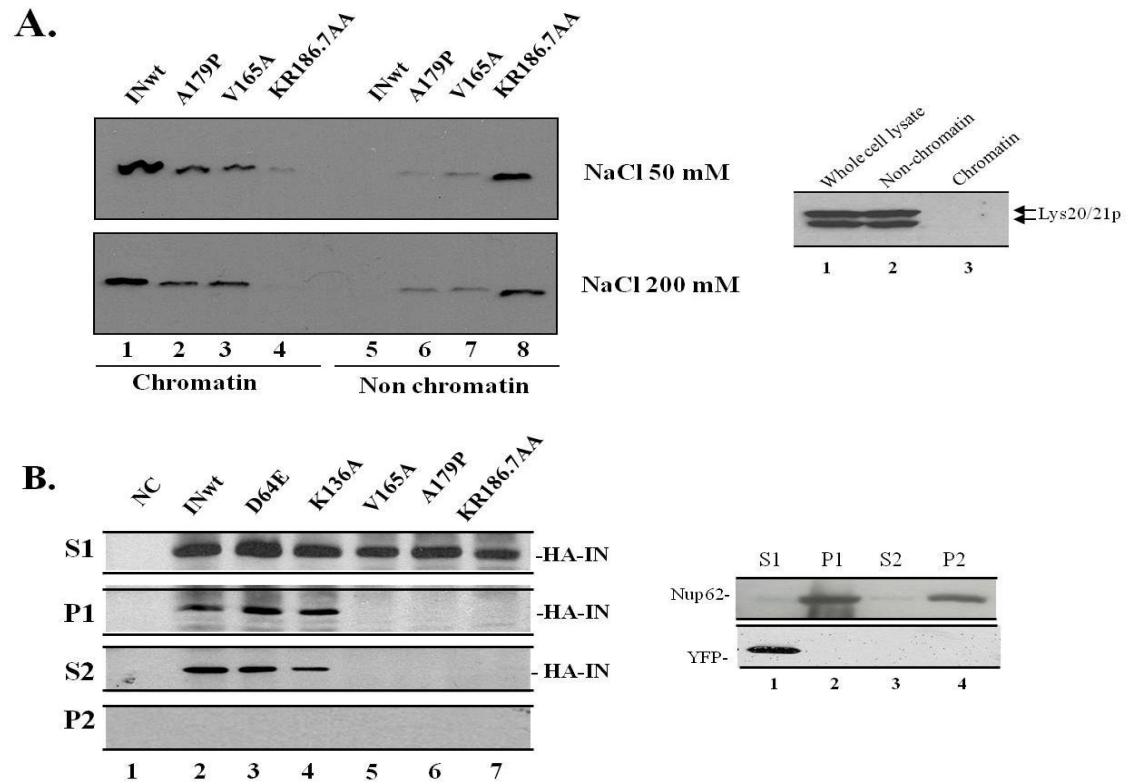 A.
INwt A179P V165A KR186.7AA INwt A179P V165A KR186.7AA
NaCl 50 mM
NaCl 200 mM
1 2 3 4 5 6 7 8
Chromatin Non chromatin
Whole cell lysate Non-chromatin Chromatin
Lys20/21p
1 2 3
B.
NC INwt D64E K136A V165A A179P KR186.7AA
S1 -HA-IN
P1 -HA-IN
S2 - HA-IN
P2
1 2 3 4 5 6 7
S1 P1 S2 P2
Nup62-
YFP-
1 2 3 4